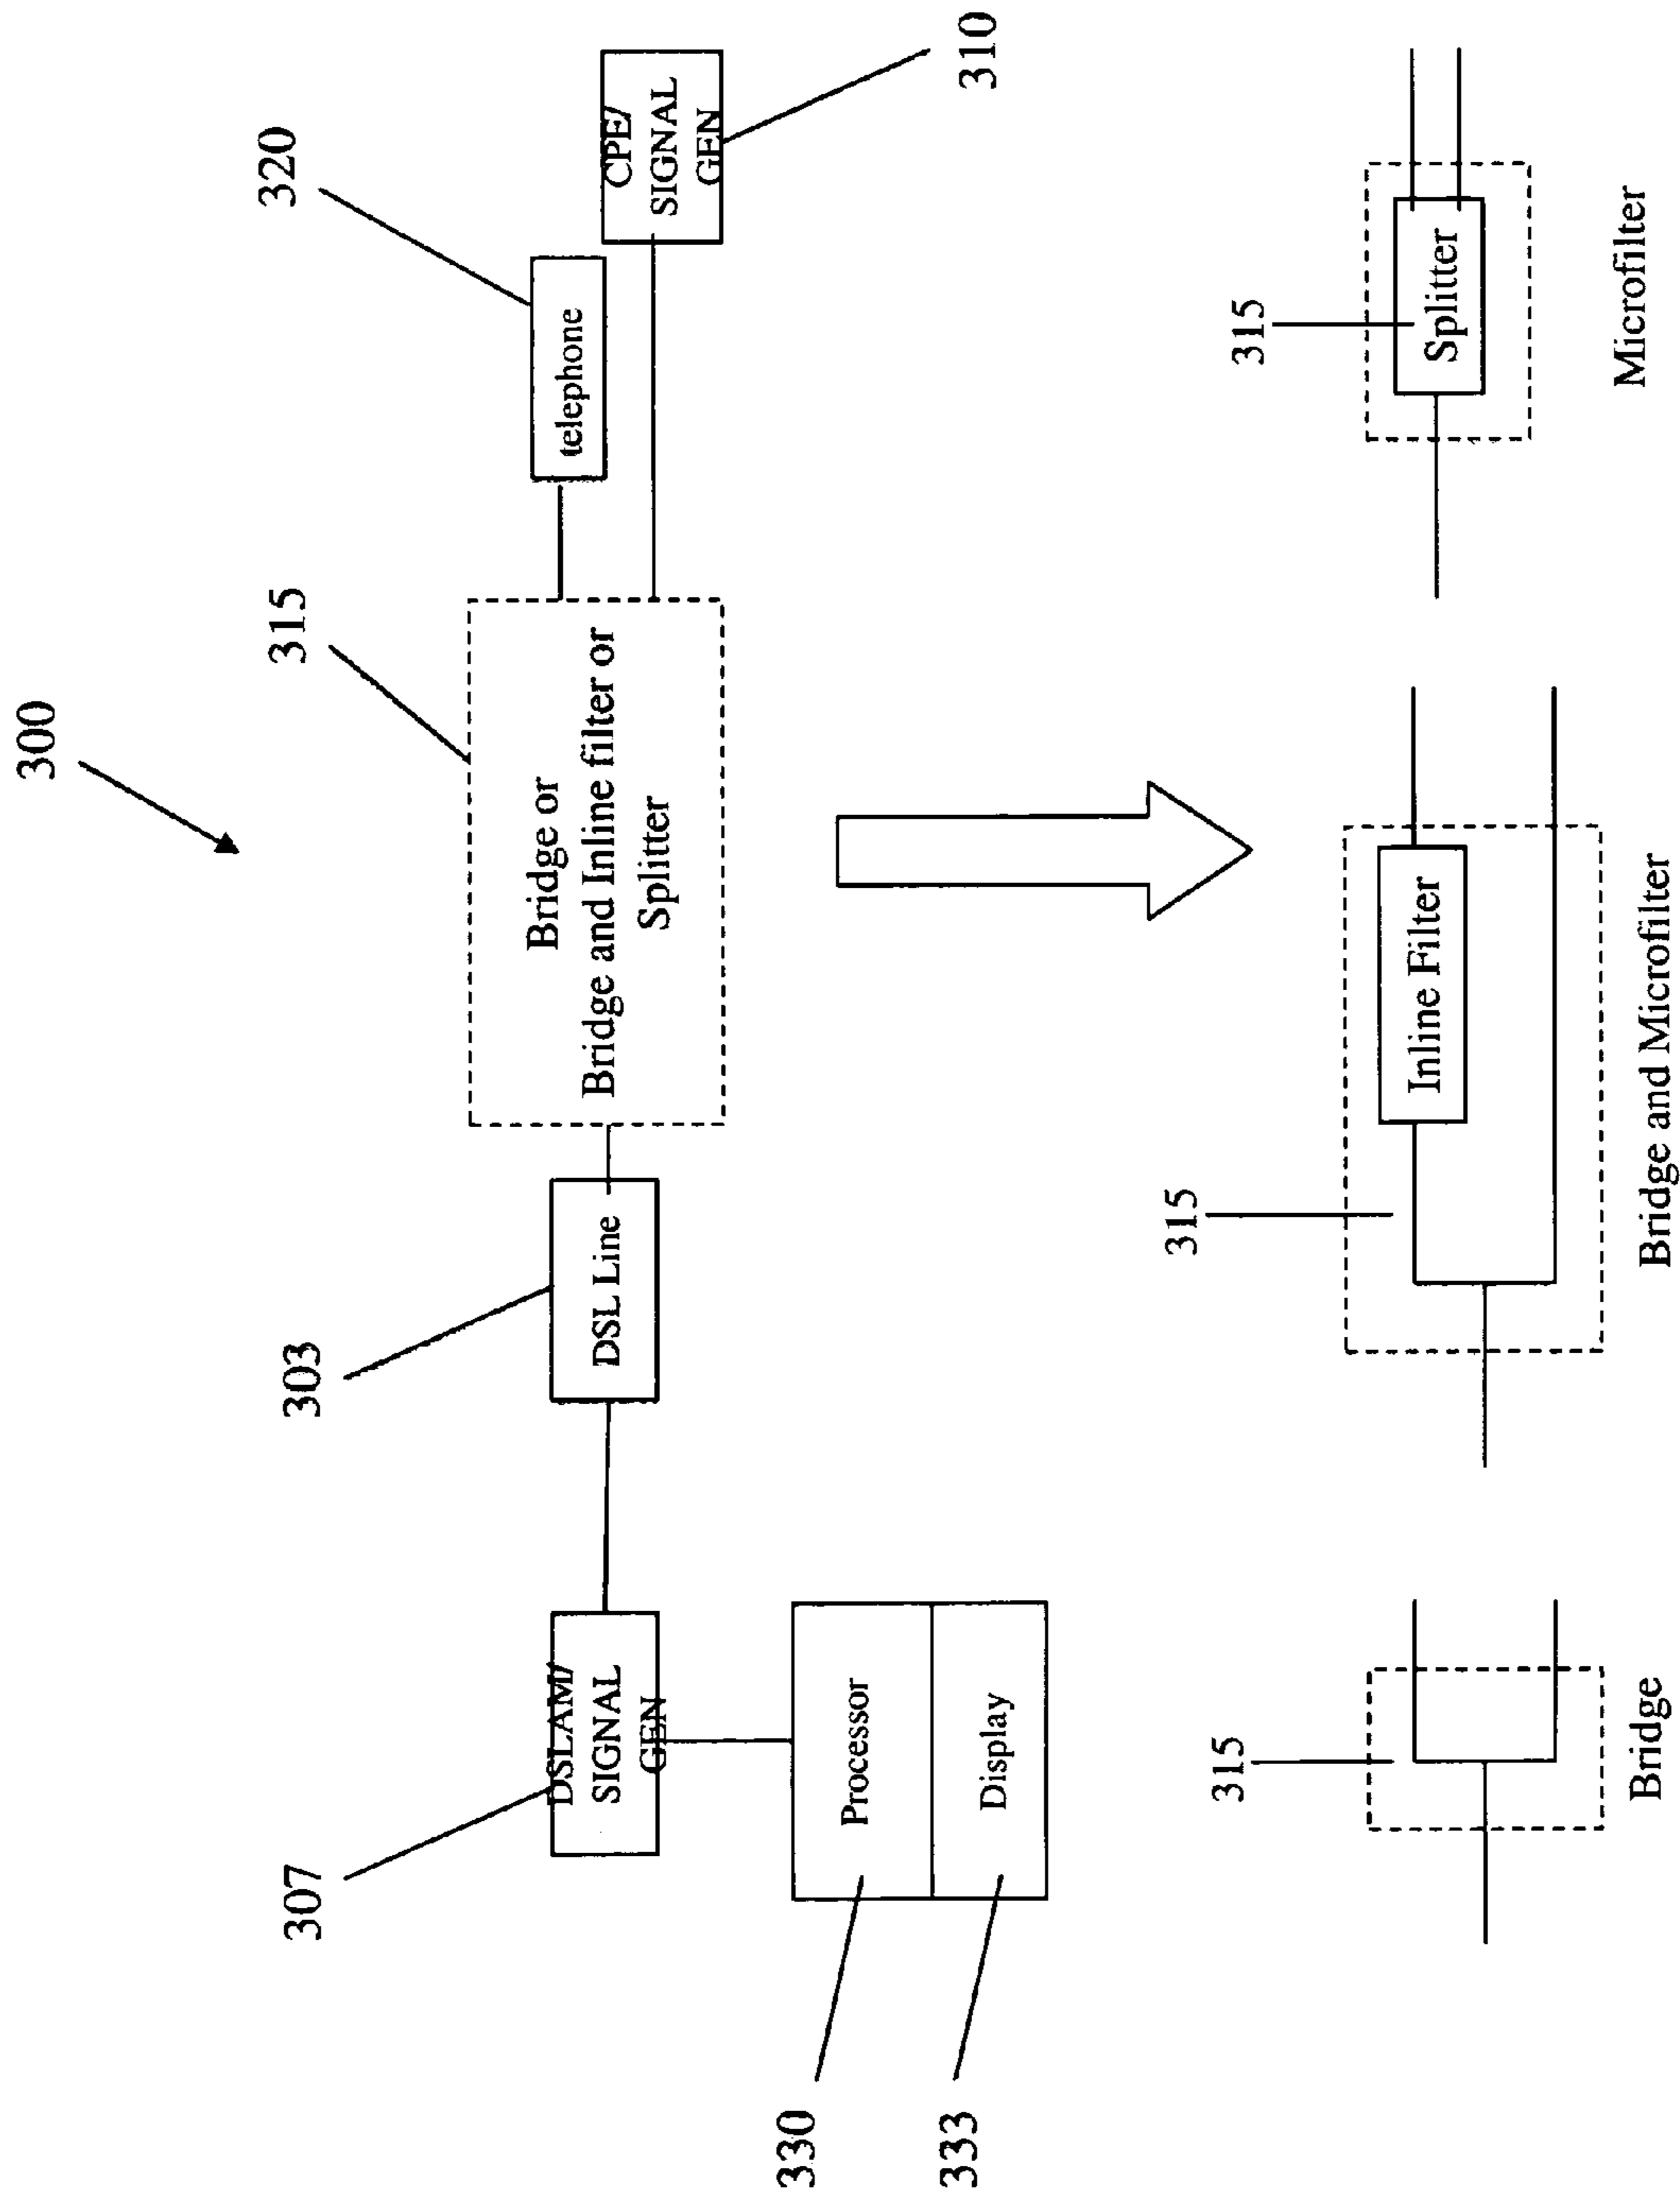 300
307
303
315
320
DSLAM/
SIGNAL
GEN
DSL Line
Bridge or
Bridge and Inline filter or
Splitter
telephone
CPE/
SIGNAL
GEN
310
Processor
Display
330
333
315
Bridge
315
Inline Filter
Bridge and Microfilter
315
Splitter
Microfilter